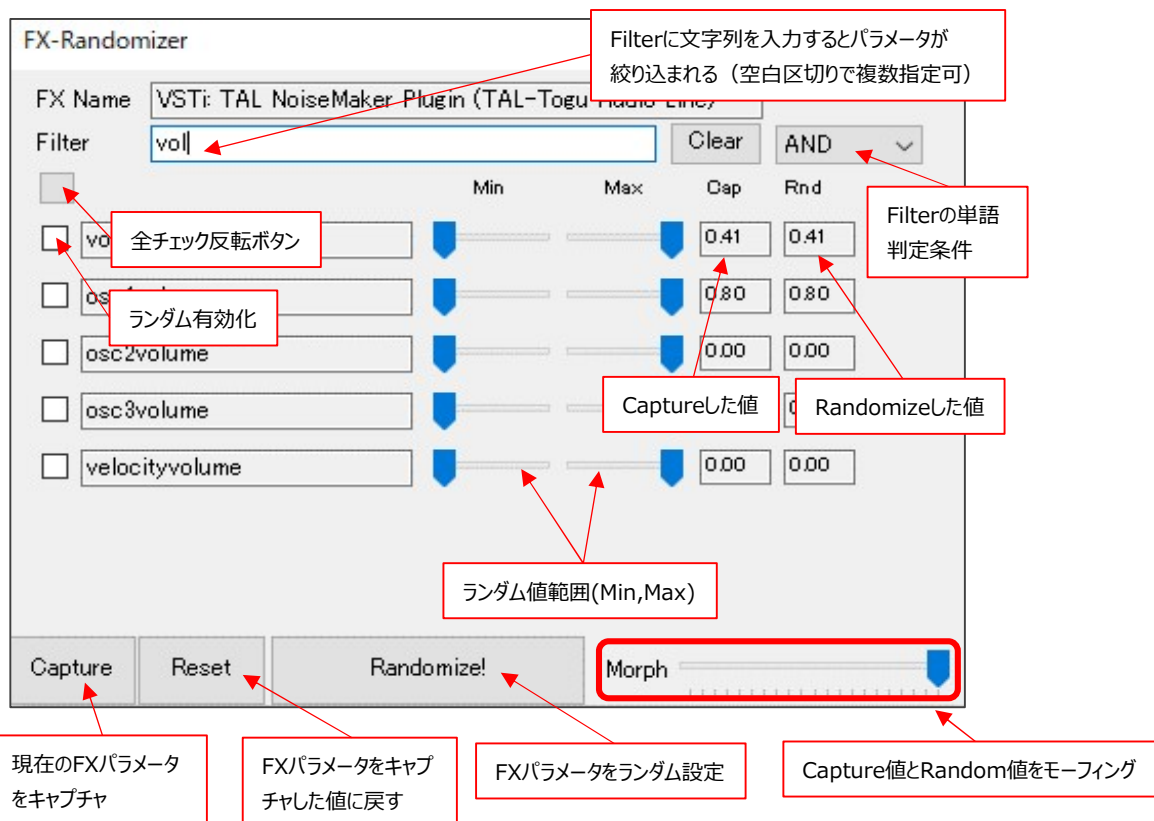 FX-Randomizer
Filterに文字列を入力するとパラメータが
絞り込まれる（空白区切りで複数指定可）
FX Name
VSTi: TAL NoiseMaker Plugin (TAL-Togu Audio Line)
Filter
vol
Clear
AND
Min
Max
Cap
Rnd
Filterの単語
判定条件
全チェック反転ボタン
0.41
0.41
ランダム有効化
0.80
0.80
osc2volume
0.00
0.00
Captureした値
Randomizeした値
osc3volume
velocityvolume
0.00
0.00
ランダム値範囲(Min,Max)
Capture
Reset
Randomize!
Morph
現在のFXパラメータ
をキャプチャ
FXパラメータをキャプ
チャした値に戻す
FXパラメータをランダム設定
Capture値とRandom値をモーフィング